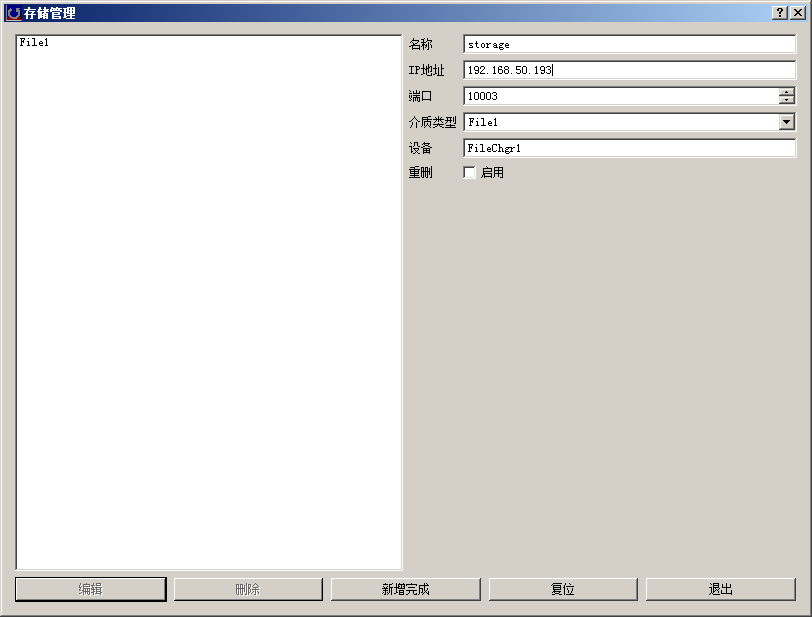 存储管理
File1
名称 storage
IP地址 192.168.50.193
端口 10003
介质类型 File1
设备 FileChgr1
重删 启用
编辑 删除 新增完成 复位 退出